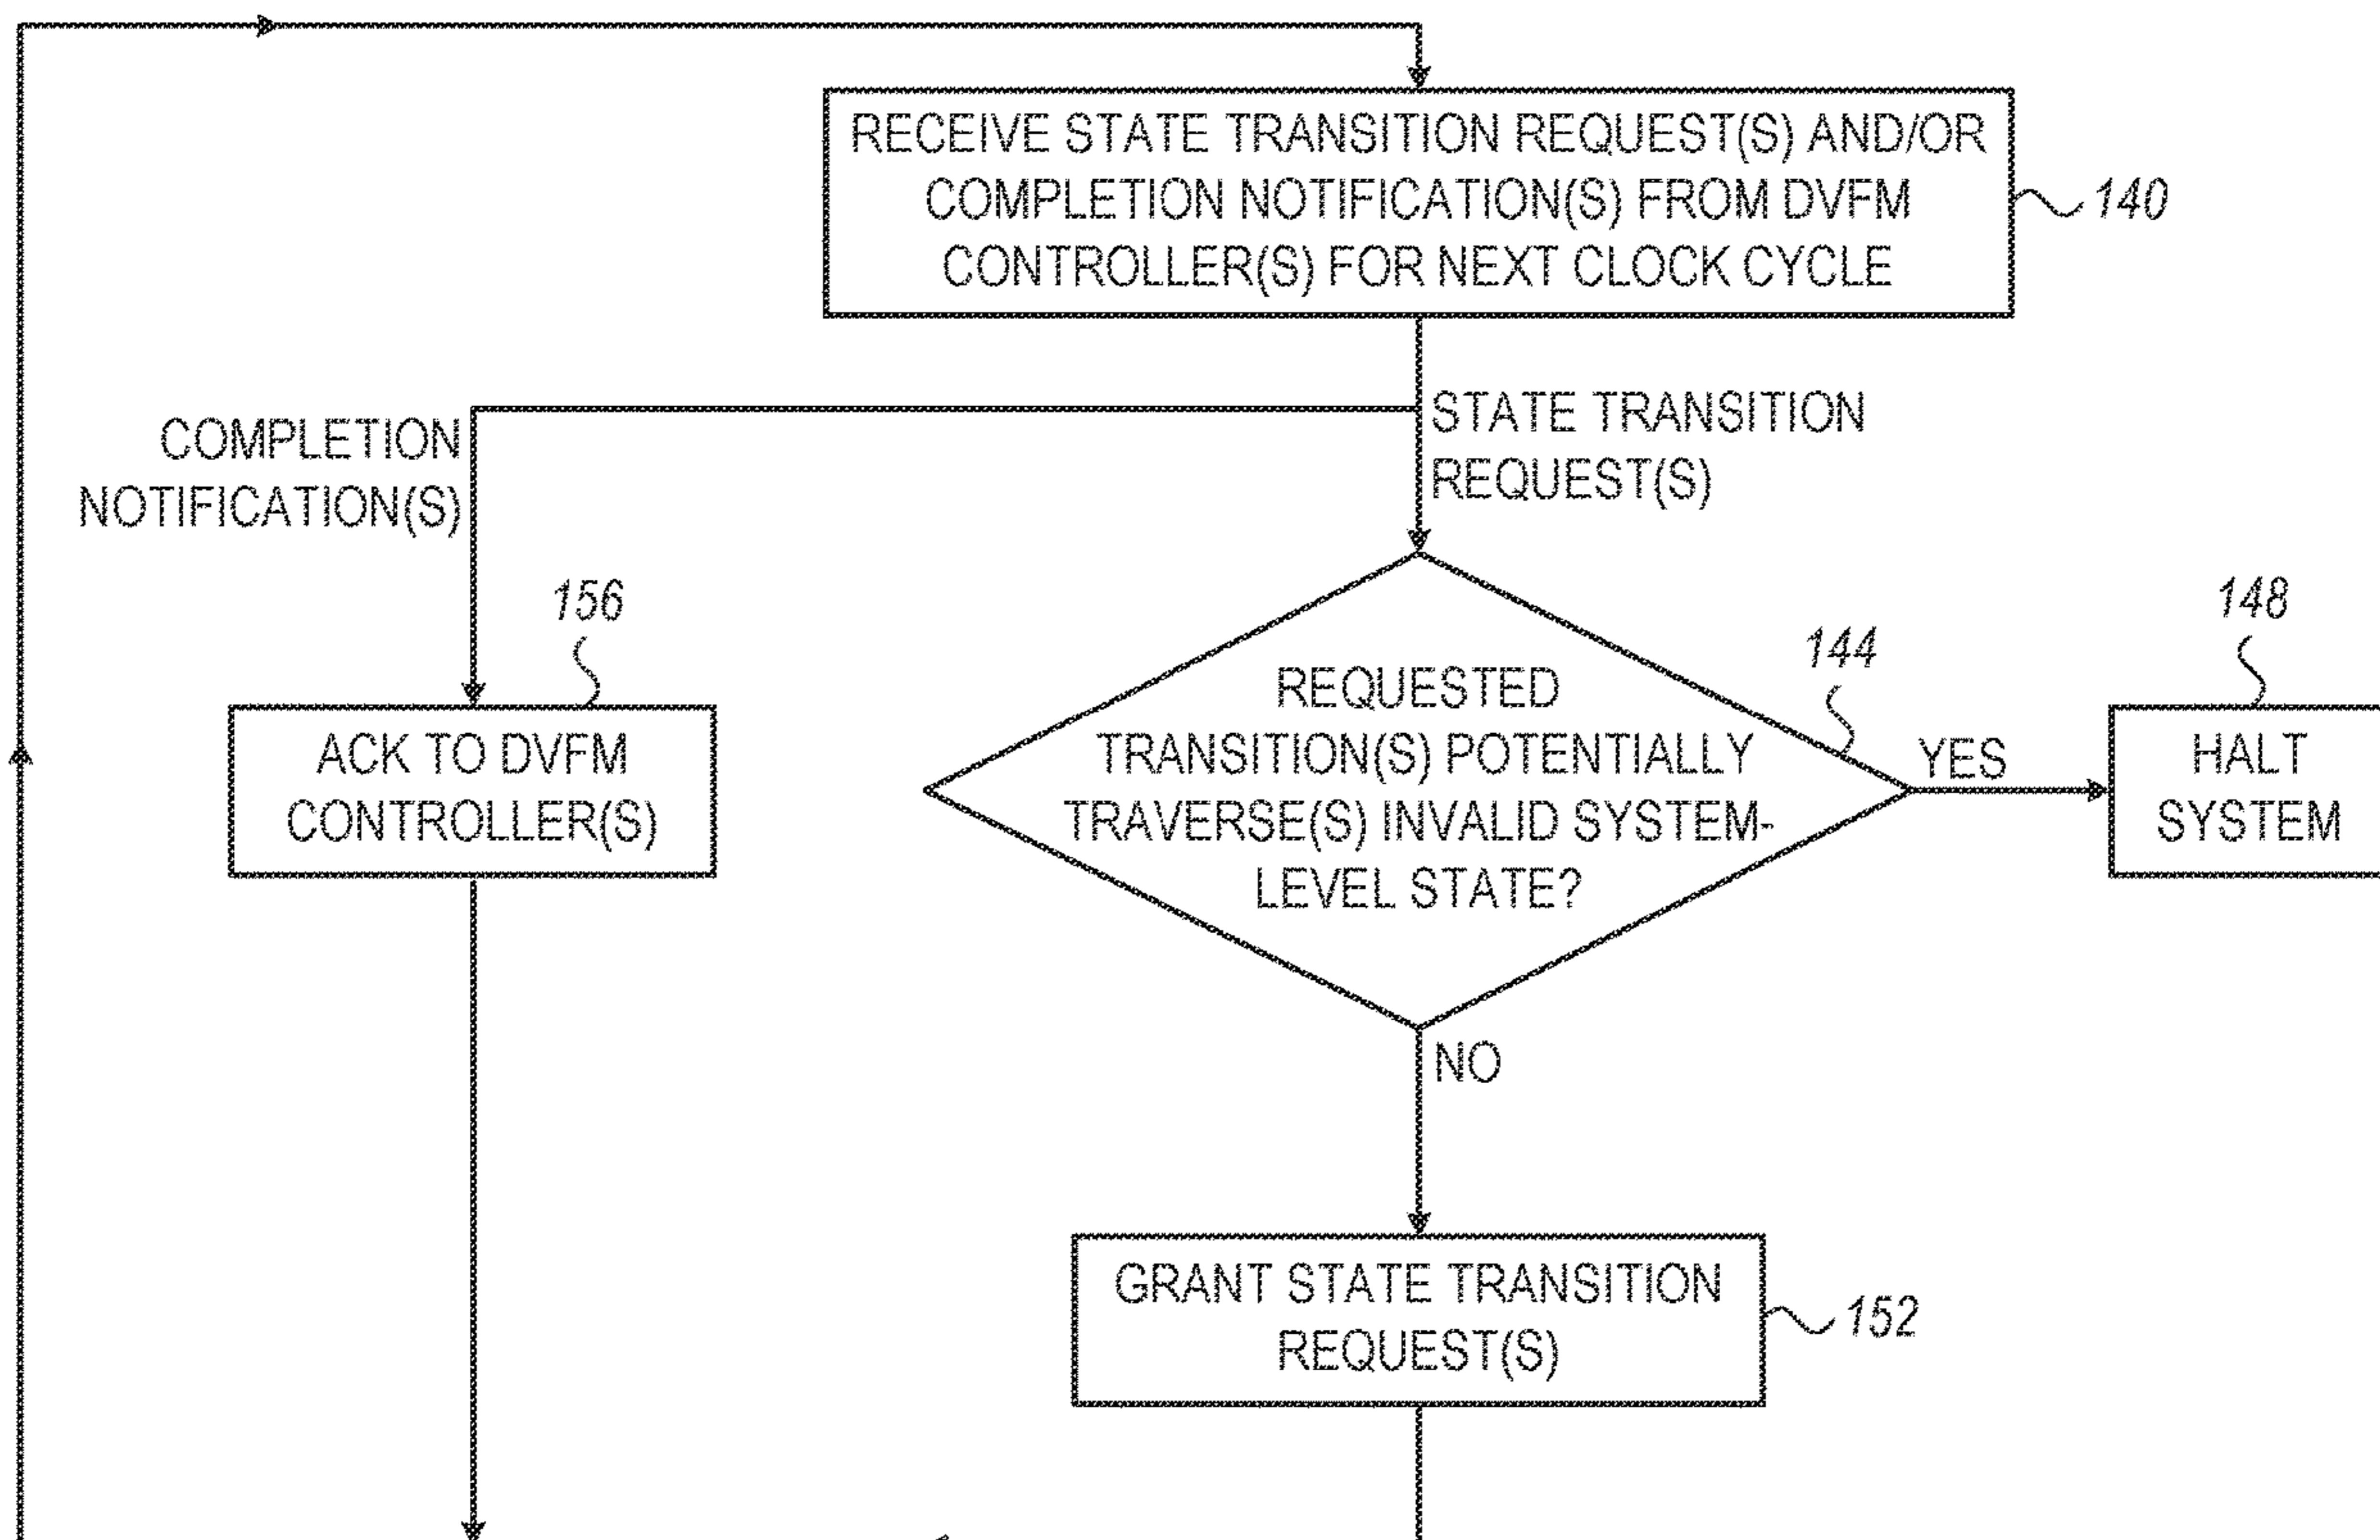 RECEIVE STATE TRANSITION REQUEST(S) AND/OR
COMPLETION NOTIFICATION(S) FROM DVFM
CONTROLLER(S) FOR NEXT CLOCK CYCLE
140
COMPLETION
NOTIFICATION(S)
STATE TRANSITION
REQUEST(S)
156
ACK TO DVFM
CONTROLLER(S)
REQUESTED
TRANSITION(S) POTENTIALLY
TRAVERSE(S) INVALID SYSTEM-
LEVEL STATE?
144
YES
148
HALT
SYSTEM
NO
GRANT STATE TRANSITION
REQUEST(S)
152